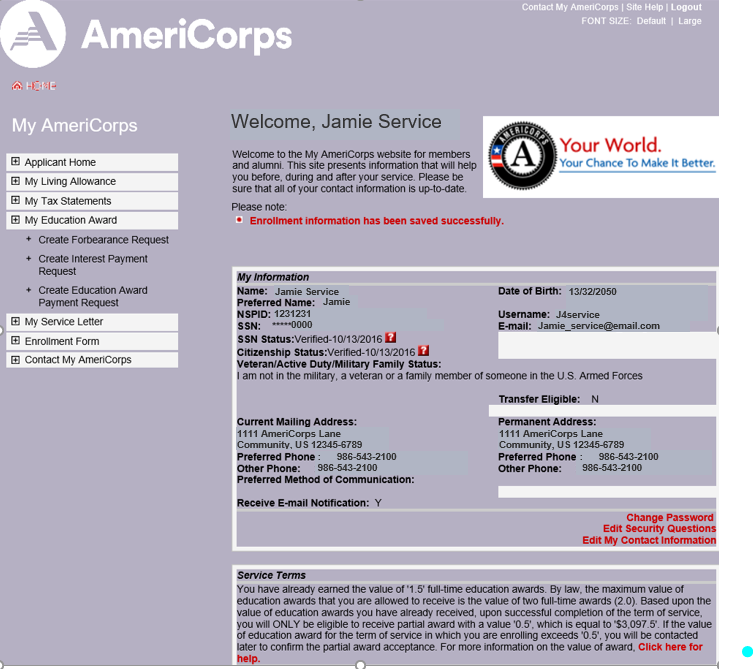 Contact My AmeriCorps | Site Help | Logout
FONT SIZE: Default | Large
AmeriCorps
HOME
My AmeriCorps
Applicant Home
My Living Allowance
My Tax Statements
My Education Award
Create Forbearance Request
Create Interest Payment
Request
Create Education Award
Payment Request
My Service Letter
Enrollment Form
Contact My AmeriCorps
Welcome, Jamie Service
Welcome to the My AmeriCorps website for members
and alumni. This site presents information that will help
you before, during and after your service. Please be
sure that all of your contact information is up-to-date.
AMERICORPS
A
Your World.
Your Chance To Make It Better.
Please note:
Enrollment information has been saved successfully.
My Information
Name: Jamie Service Date of Birth: 13/32/2050
Preferred Name: Jamie
NSPID: 1231231 Username: J4service
SSN: *****0000 E-mail: Jamie_service@email.com
SSN Status:Verified-10/13/2016 ?
Citizenship Status:Verified-10/13/2016 ?
Veteran/Active Duty/Military Family Status:
I am not in the military, a veteran or a family member of someone in the U.S. Armed Forces
Transfer Eligible: N
Current Mailing Address: Permanent Address:
1111 AmeriCorps Lane 1111 AmeriCorps Lane
Community, US 12345-6789 Community, US 12345-6789
Preferred Phone : 986-543-2100 Preferred Phone : 986-543-2100
Other Phone: 986-543-2100 Other Phone: 986-543-2100
Preferred Method of Communication:
Receive E-mail Notification: Y
Change Password
Edit Security Questions
Edit My Contact Information
Service Terms
You have already earned the value of '1.5' full-time education awards. By law, the maximum value of
education awards that you are allowed to receive is the value of two full-time awards (2.0). Based upon the
value of education awards you have already received, upon successful completion of the term of service,
you will ONLY be eligible to receive partial award with a value '0.5', which is equal to '$3,097.5'. If the value
of education award for the term of service in which you are enrolling exceeds '0.5', you will be contacted
later to confirm the partial award acceptance. For more information on the value of award, Click here for
help.